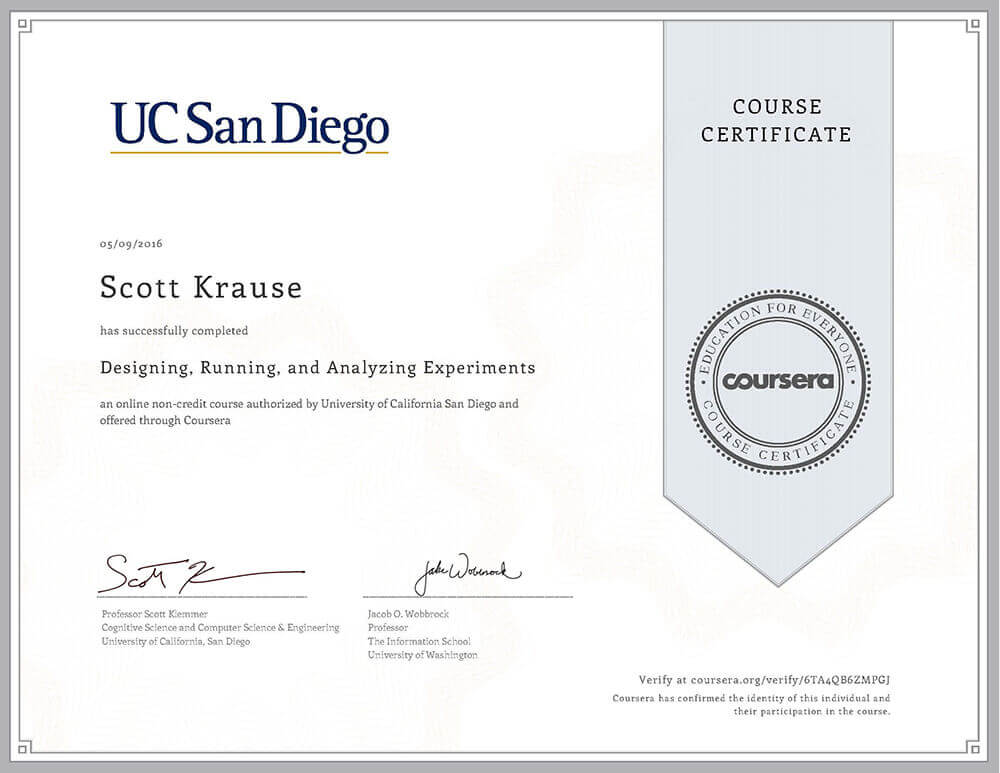 UC San Diego
COURSE
CERTIFICATE
05/09/2016
Scott Krause
has successfully completed
Designing, Running, and Analyzing Experiments
an online non-credit course authorized by University of California San Diego and
offered through Coursera
EDUCATION FOR EVERYONE
coursera
COURSE CERTIFICATE
Scott K
Jake Wobbrock
Professor Scott Klemmer
Cognitive Science and Computer Science & Engineering
University of California, San Diego
Jacob O. Wobbrock
Professor
The Information School
University of Washington
Verify at coursera.org/verify/6TA4QB6ZMPGJ
Coursera has confirmed the identity of this individual and
their participation in the course.